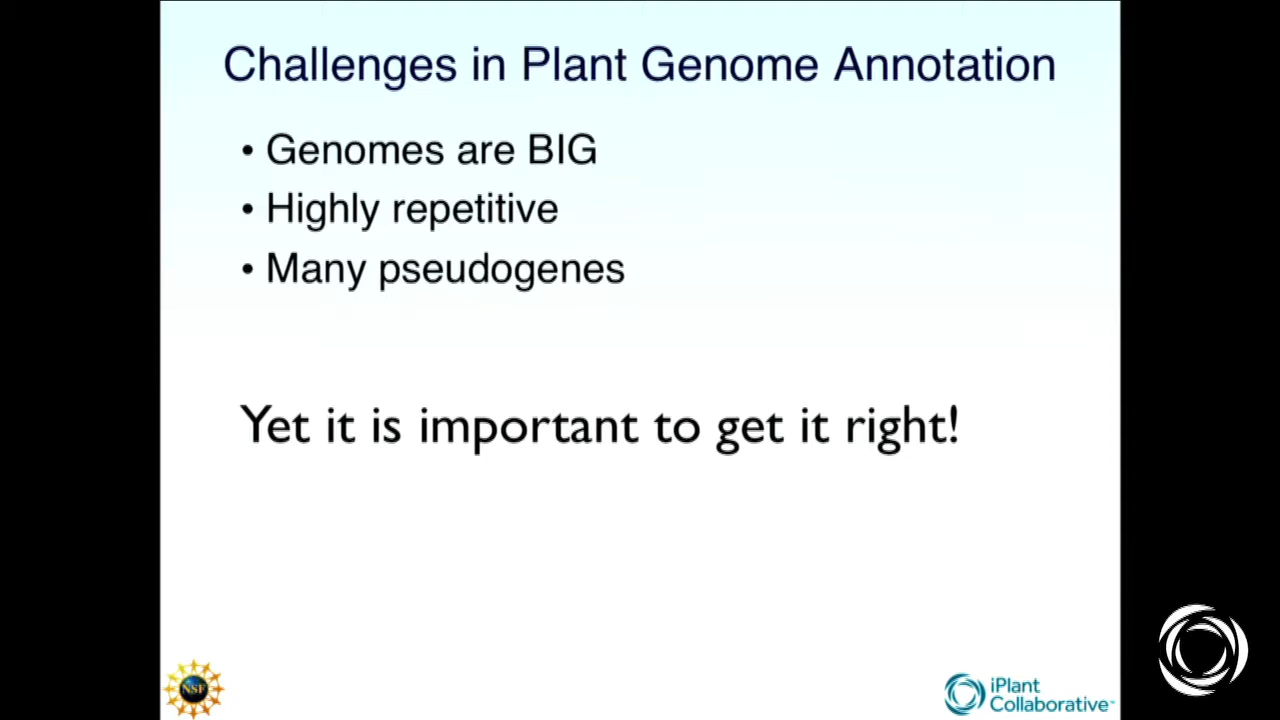 Challenges in Plant Genome Annotation
• Genomes are BIG
• Highly repetitive
• Many pseudogenes
Yet it is important to get it right!
NSF
iPlant
Collaborative™